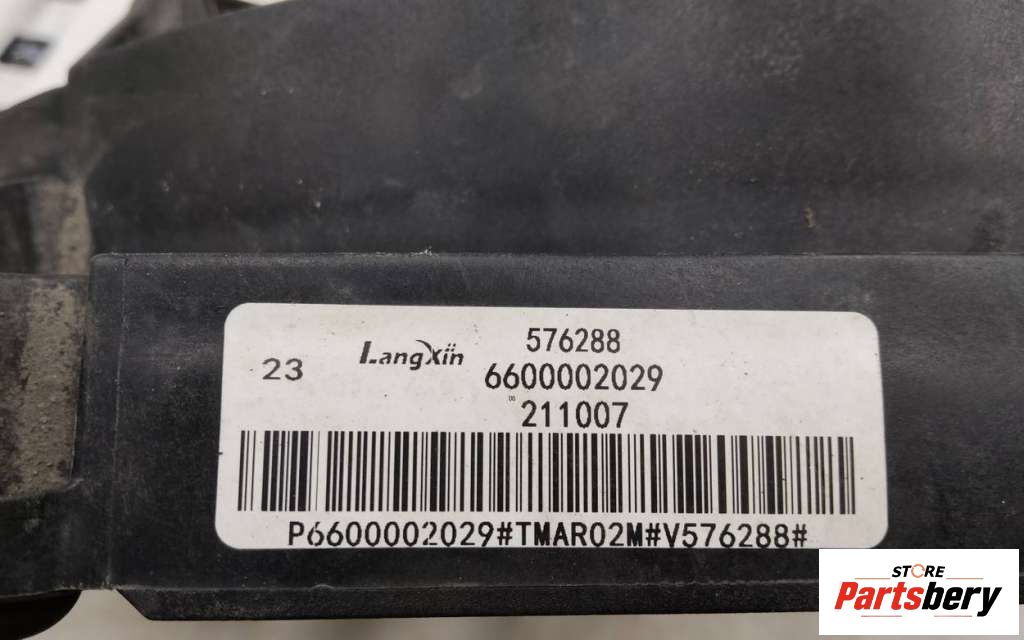 576288
23 LangXin 6600002029
211007
P6600002029#TMAR02M#V576288#
STORE
Partsbery